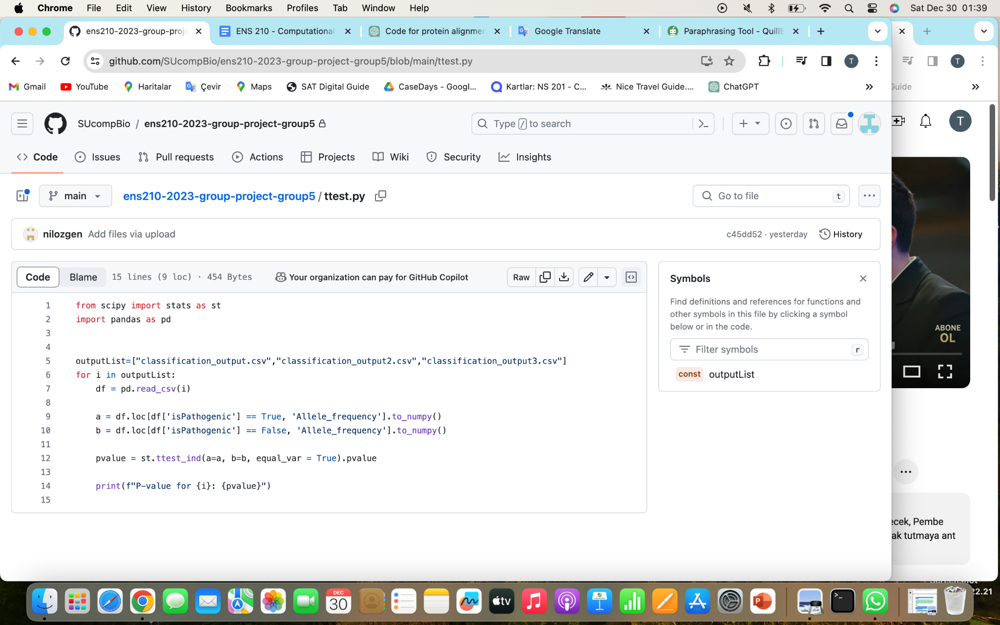 Chrome File Edit View History Bookmarks Profiles Tab Window Help Sat Dec 30 01:39
ens210-2023-group-proj ENS 210 - Computational Code for protein alignmer Google Translate Paraphrasing Tool - QuillB
github.com/SUcompBio/ens210-2023-group-project-group5/blob/main/ttest.py T T
Gmail YouTube Haritalar Çevir Maps SAT Digital Guide CaseDays - Googl... Kartlar: NS 201 - C... Nice Travel Guide.... ChatGPT » Guide »
SUcompBio / ens210-2023-group-project-group5 Type / to search T
Code Issues Pull requests Actions Projects Wiki Security Insights
main ens210-2023-group-project-group5 / ttest.py Go to file t
nilozgen Add files via upload c45dd52 · yesterday History
Code Blame 15 lines (9 loc) · 454 Bytes Your organization can pay for GitHub Copilot Raw
1 from scipy import stats as st
2 import pandas as pd
3
4
5 outputList=["classification_output.csv","classification_output2.csv","classification_output3.csv"]
6 for i in outputList:
7 df = pd.read_csv(i)
8
9 a = df.loc[df['isPathogenic'] == True, 'Allele_frequency'].to_numpy()
10 b = df.loc[df['isPathogenic'] == False, 'Allele_frequency'].to_numpy()
11
12 pvalue = st.ttest_ind(a=a, b=b, equal_var = True).pvalue
13
14 print(f"P-value for {i}: {pvalue}")
15
Symbols
Find definitions and references for functions and
other symbols in this file by clicking a symbol
below or in the code.
Filter symbols r
const outputList
ABONE
OL
ecek, Pembe
ak tutmaya ant
22.21
DEC
30
tv
P